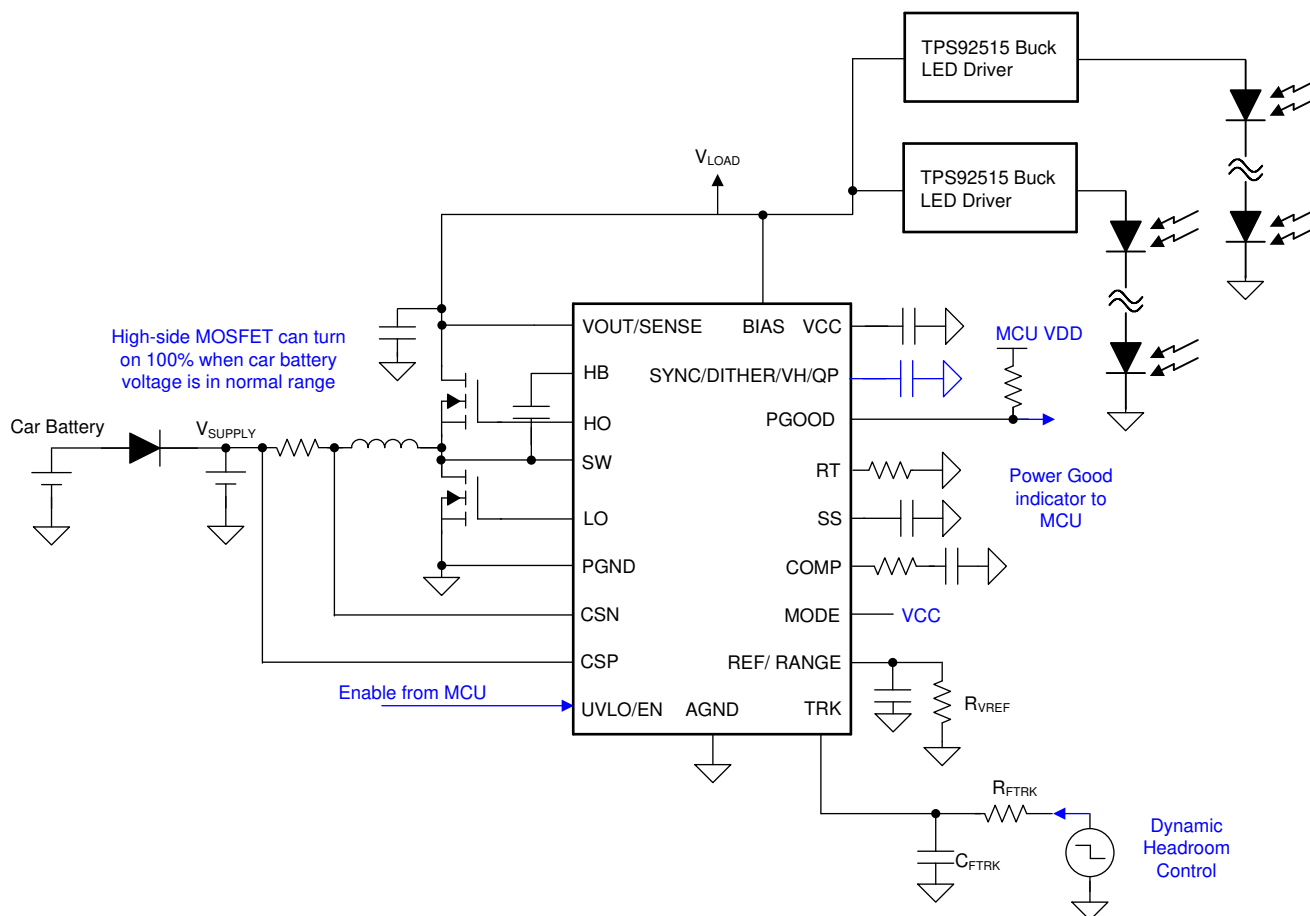 TPS92515 Buck
LED Driver
TPS92515 Buck
LED Driver
VLOAD
High-side MOSFET can turn
on 100% when car battery
voltage is in normal range
VOUT/SENSE
BIAS
VCC
MCU VDD
HB
SYNC/DITHER/VH/QP
HO
PGOOD
Car Battery
VSUPPLY
SW
RT
Power Good
indicator to
MCU
LO
SS
PGND
COMP
CSN
MODE
VCC
CSP
REF/ RANGE
Enable from MCU
UVLO/EN
AGND
TRK
RVREF
RFTRK
Dynamic
Headroom
Control
CFTRK